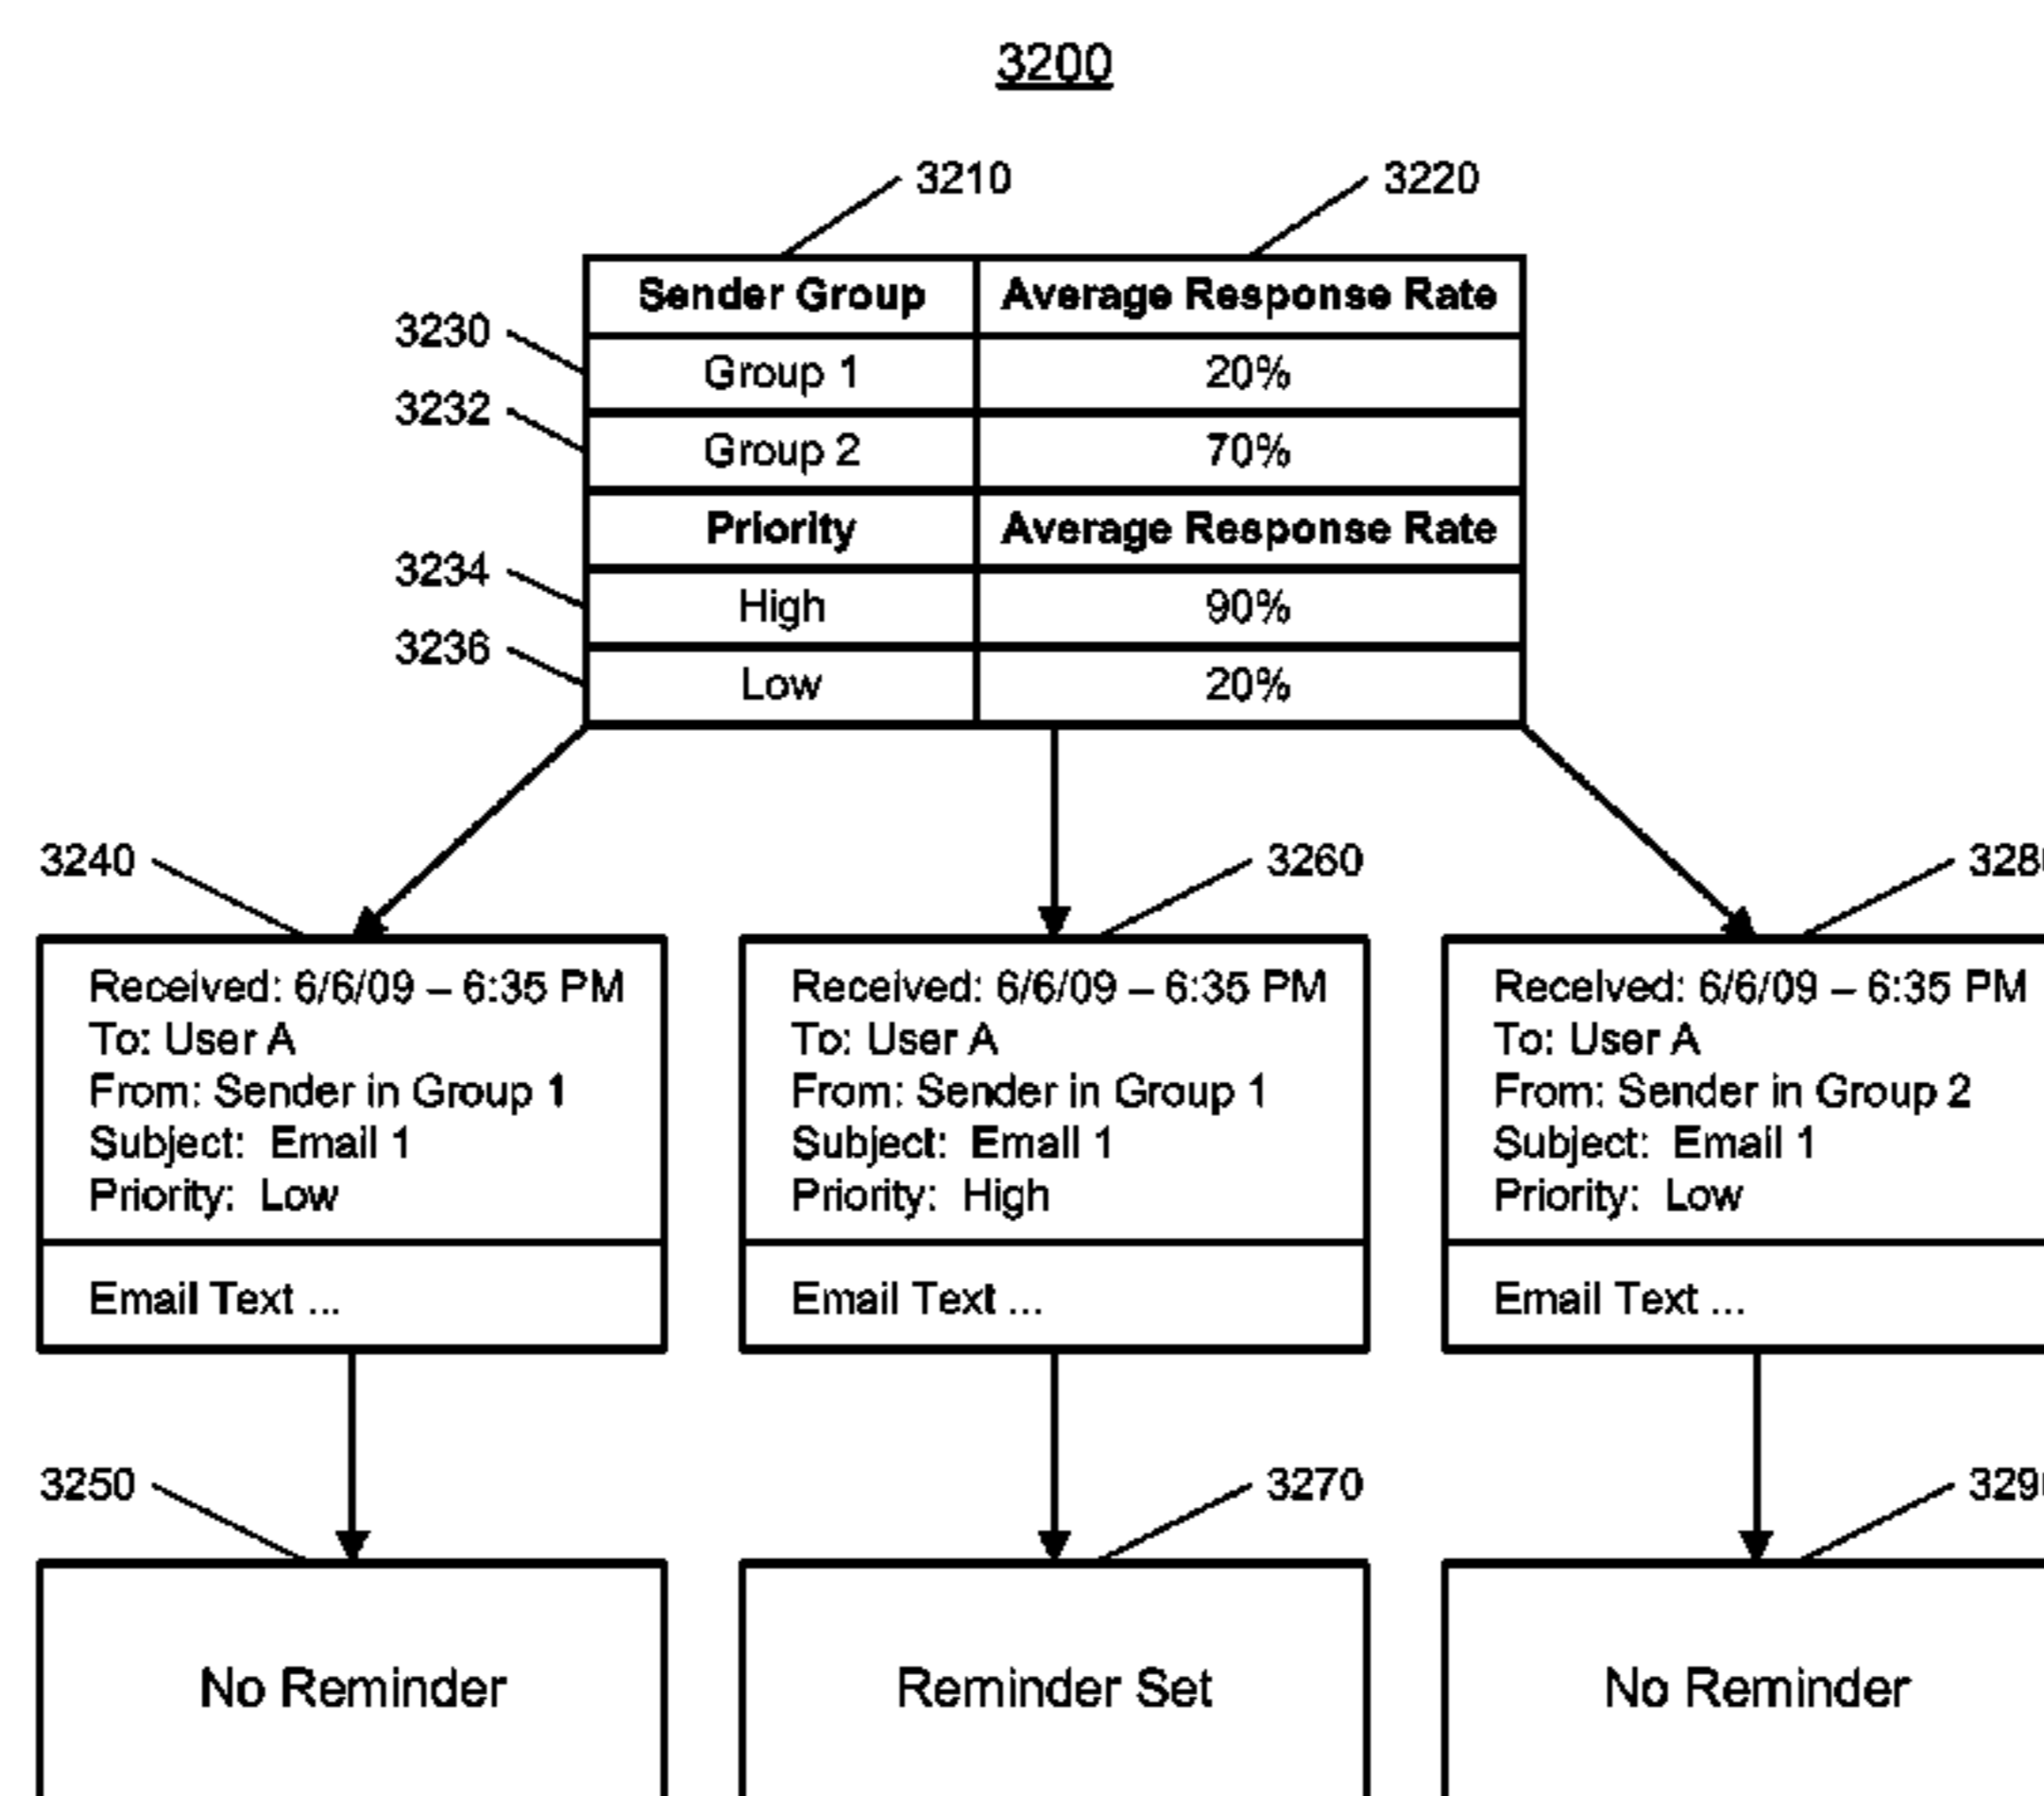 3200
3210 3220
Sender Group Average Response Rate
3230
Group 1 20%
3232
Group 2 70%
Priority Average Response Rate
3234
High 90%
3236
Low 20%
3240 3260
Received: 6/6/09 – 6:35 PM
To: User A
From: Sender in Group 1
Subject: Email 1
Priority: Low
Email Text ...
Received: 6/6/09 – 6:35 PM
To: User A
From: Sender in Group 1
Subject: Email 1
Priority: High
Email Text ...
Received: 6/6/09 – 6:35 PM
To: User A
From: Sender in Group 2
Subject: Email 1
Priority: Low
Email Text ...
3250 3270
No Reminder
Reminder Set
No Reminder